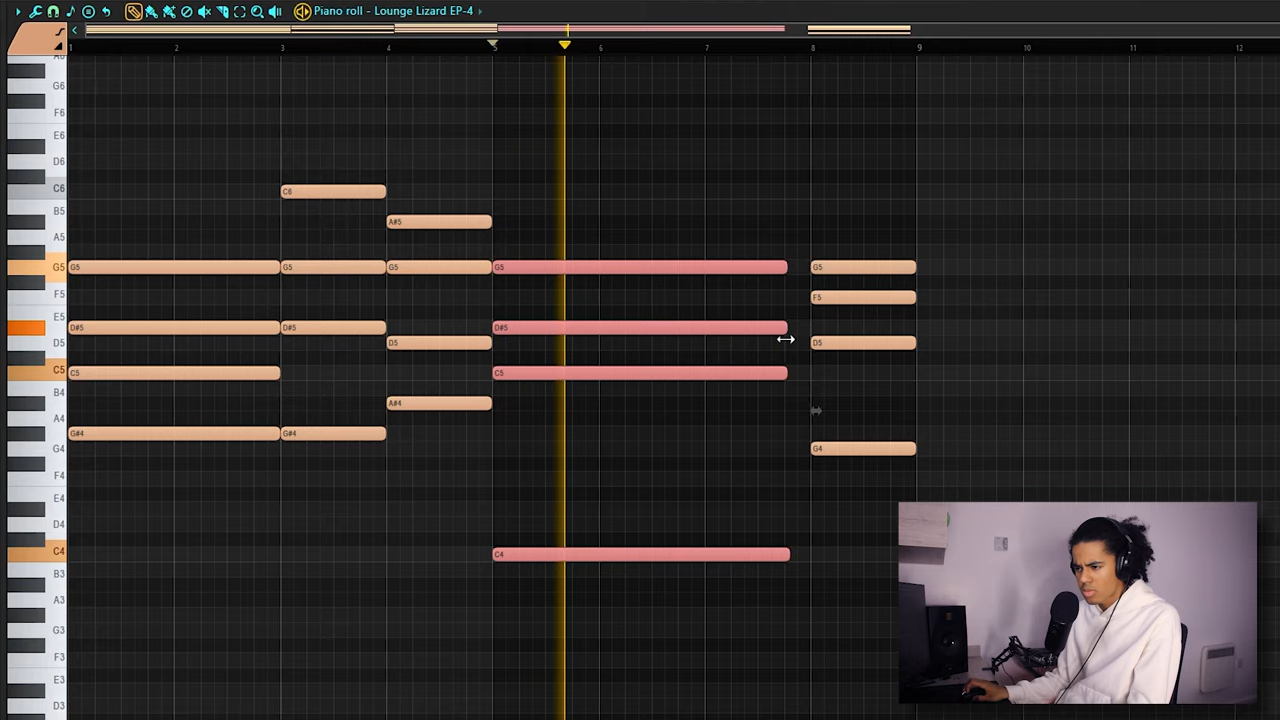 Piano roll - Lounge Lizard EP-4
1 2 3 4 5 6 7 8 9 10 11 12
A6
G6
F6
E6
D6
C6 C6
B5 A#5
A5
G5 G5 G5 G5 G5 G5
F5 F5
E5 D#5 D#5 D#5
D5 D5 D5
C5 C5 C5
B4 A#4
A4 G#4 G#4
G4 G4
F4
E4
D4
C4 C4
B3
A3
G3
F3
E3
D3